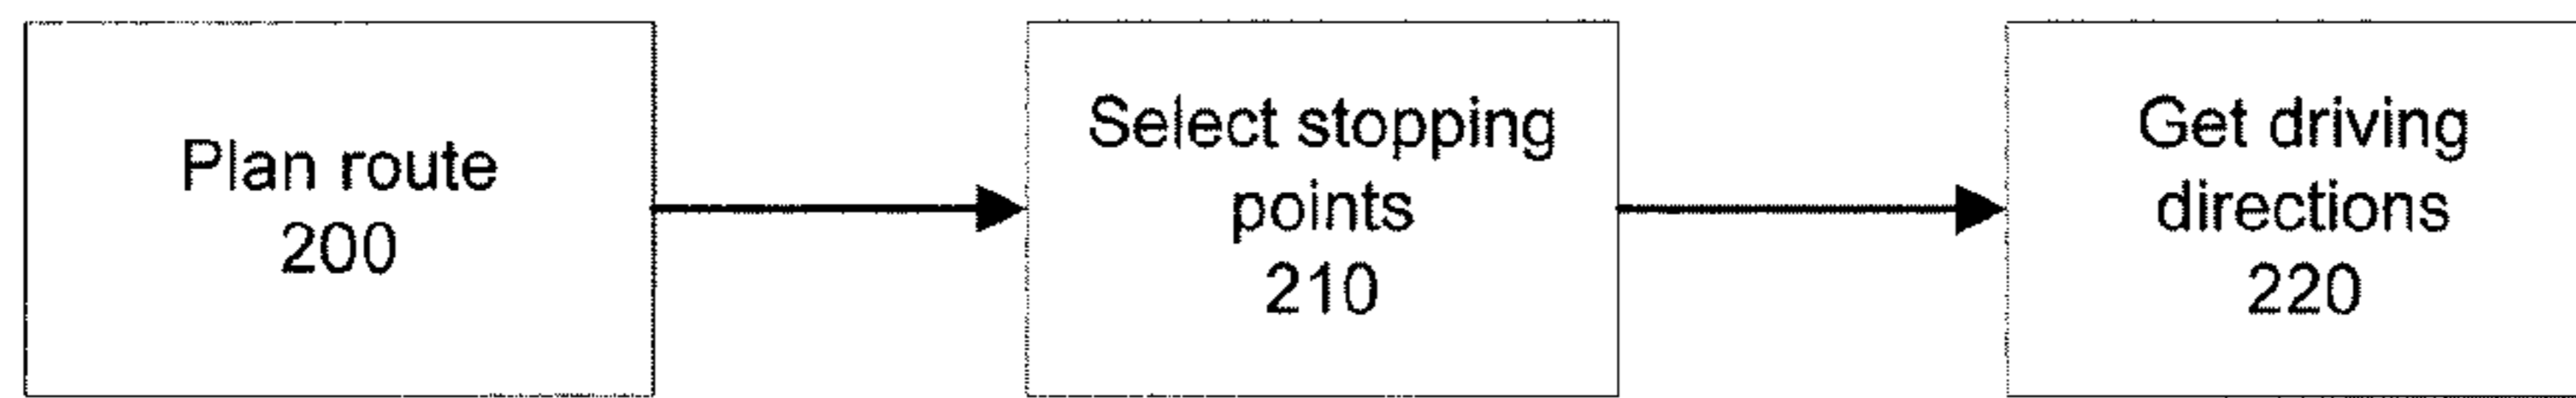 Plan route
200
Select stopping
points
210
Get driving
directions
220